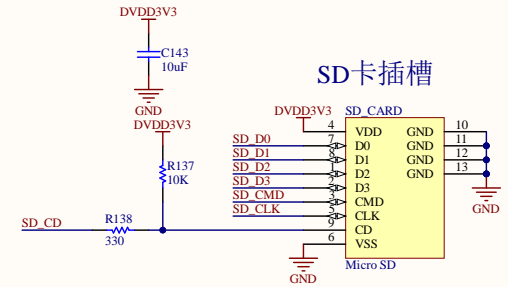 DVDD3V3
C143
10uF
GND
SD卡插槽
DVDD3V3
DVDD3V3
SD_CARD
4 VDD GND 10
SD_D0 7 D0 GND 11
SD_D1 8 D1 GND 12
SD_D2 1 D2 GND 13
SD_D3 2 D3
SD_CMD 3 CMD
SD_CLK 5 CLK
9 CD
6 VSS
R137
10K
GND
SD_CD
R138
330
Micro SD
GND